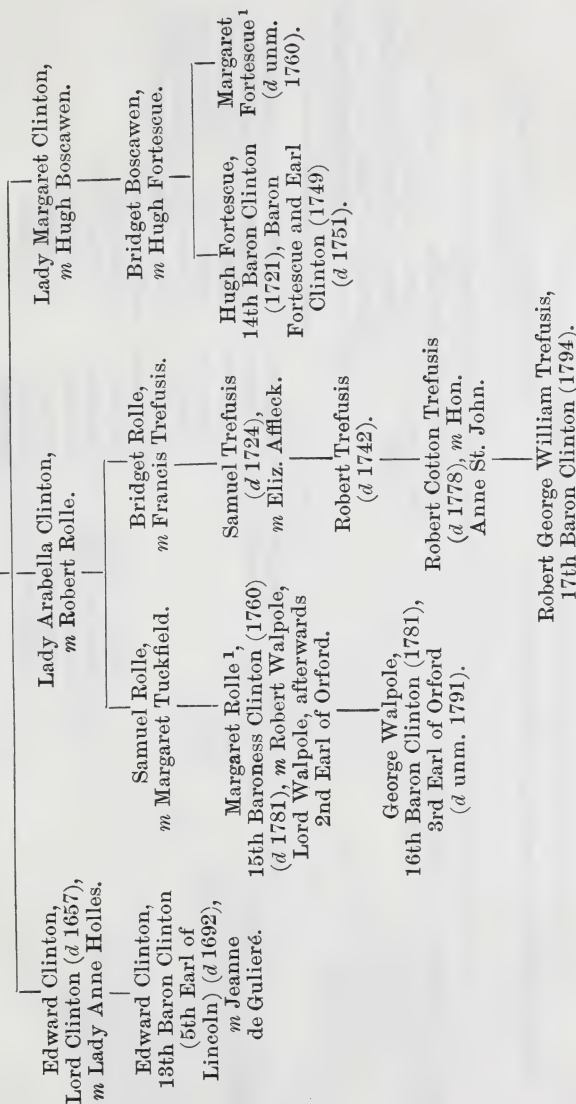 Edward Clinton,
Lord Clinton (d 1657),
m Lady Anne Holles.
Edward Clinton,
13th Baron Clinton
(5th Earl of
Lincoln) (d 1692),
m Jeanne
de Gulieré.
Lady Arabella Clinton,
m Robert Rolle.
Samuel Rolle,
m Margaret Tuckfield.
Margaret Rolle¹,
15th Baroness Clinton (1760)
(d 1781), m Robert Walpole,
Lord Walpole, afterwards
2nd Earl of Orford.
George Walpole,
16th Baron Clinton (1781),
3rd Earl of Orford
(d unm. 1791).
Bridget Rolle,
m Francis Trefusis.
Samuel Trefusis
(d 1724),
m Eliz. Affleck.
Robert Trefusis
(d 1742).
Robert Cotton Trefusis
(d 1778), m Hon.
Anne St. John.
Robert George William Trefusis,
17th Baron Clinton (1794).
Lady Margaret Clinton,
m Hugh Boscawen.
Bridget Boscawen,
m Hugh Fortescue.
Hugh Fortescue,
14th Baron Clinton
(1721), Baron
Fortescue and Earl
Clinton (1749)
(d 1751).
Margaret
Fortescue¹
(d unm.
1760).